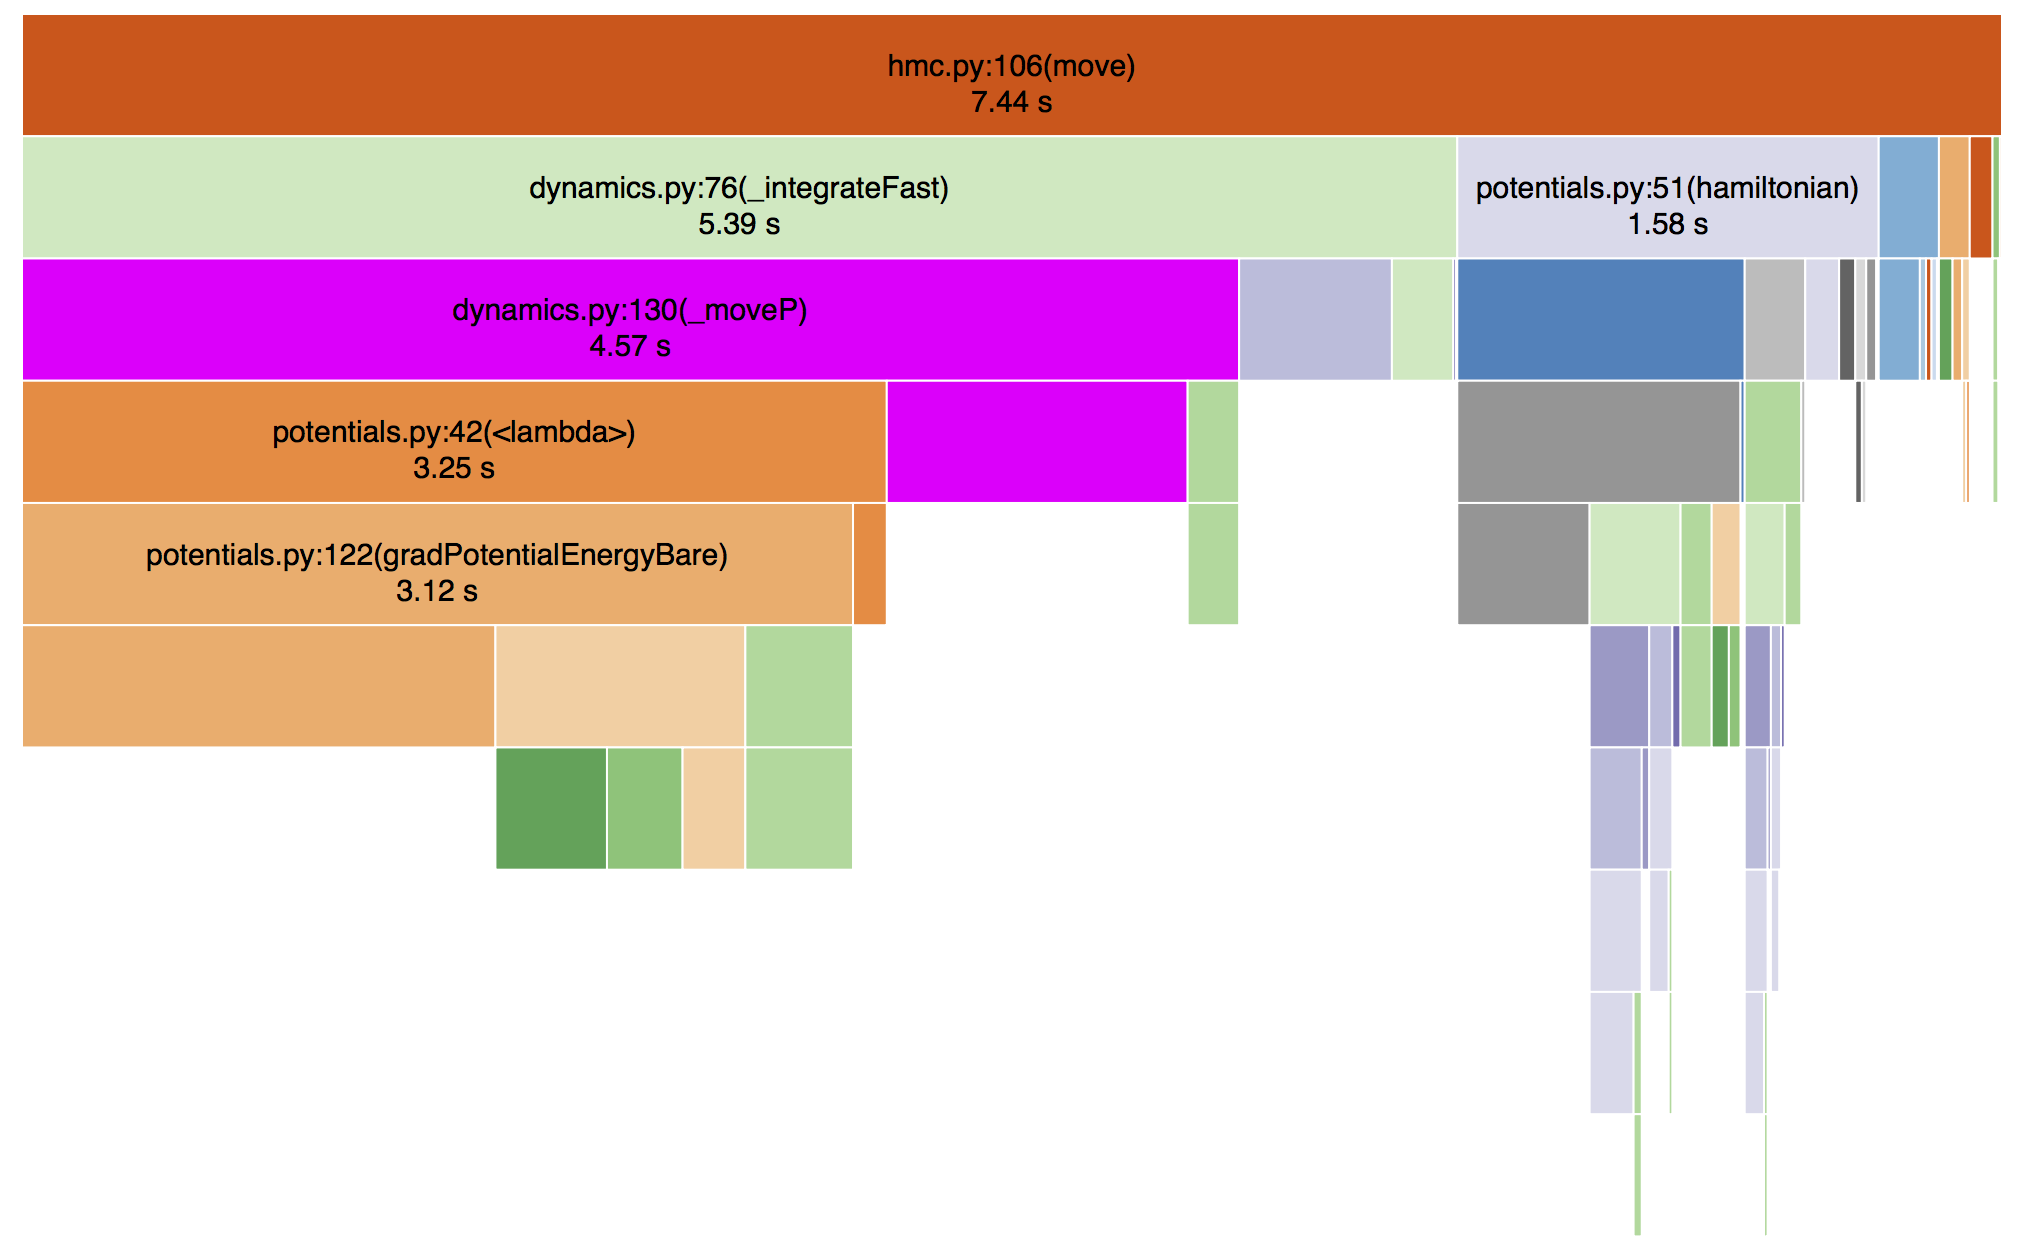 hmc.py:106(move)
7.44 s
dynamics.py:76(_integrateFast)
5.39 s
potentials.py:51(hamiltonian)
1.58 s
dynamics.py:130(_moveP)
4.57 s
potentials.py:42(<lambda>)
3.25 s
potentials.py:122(gradPotentialEnergyBare)
3.12 s